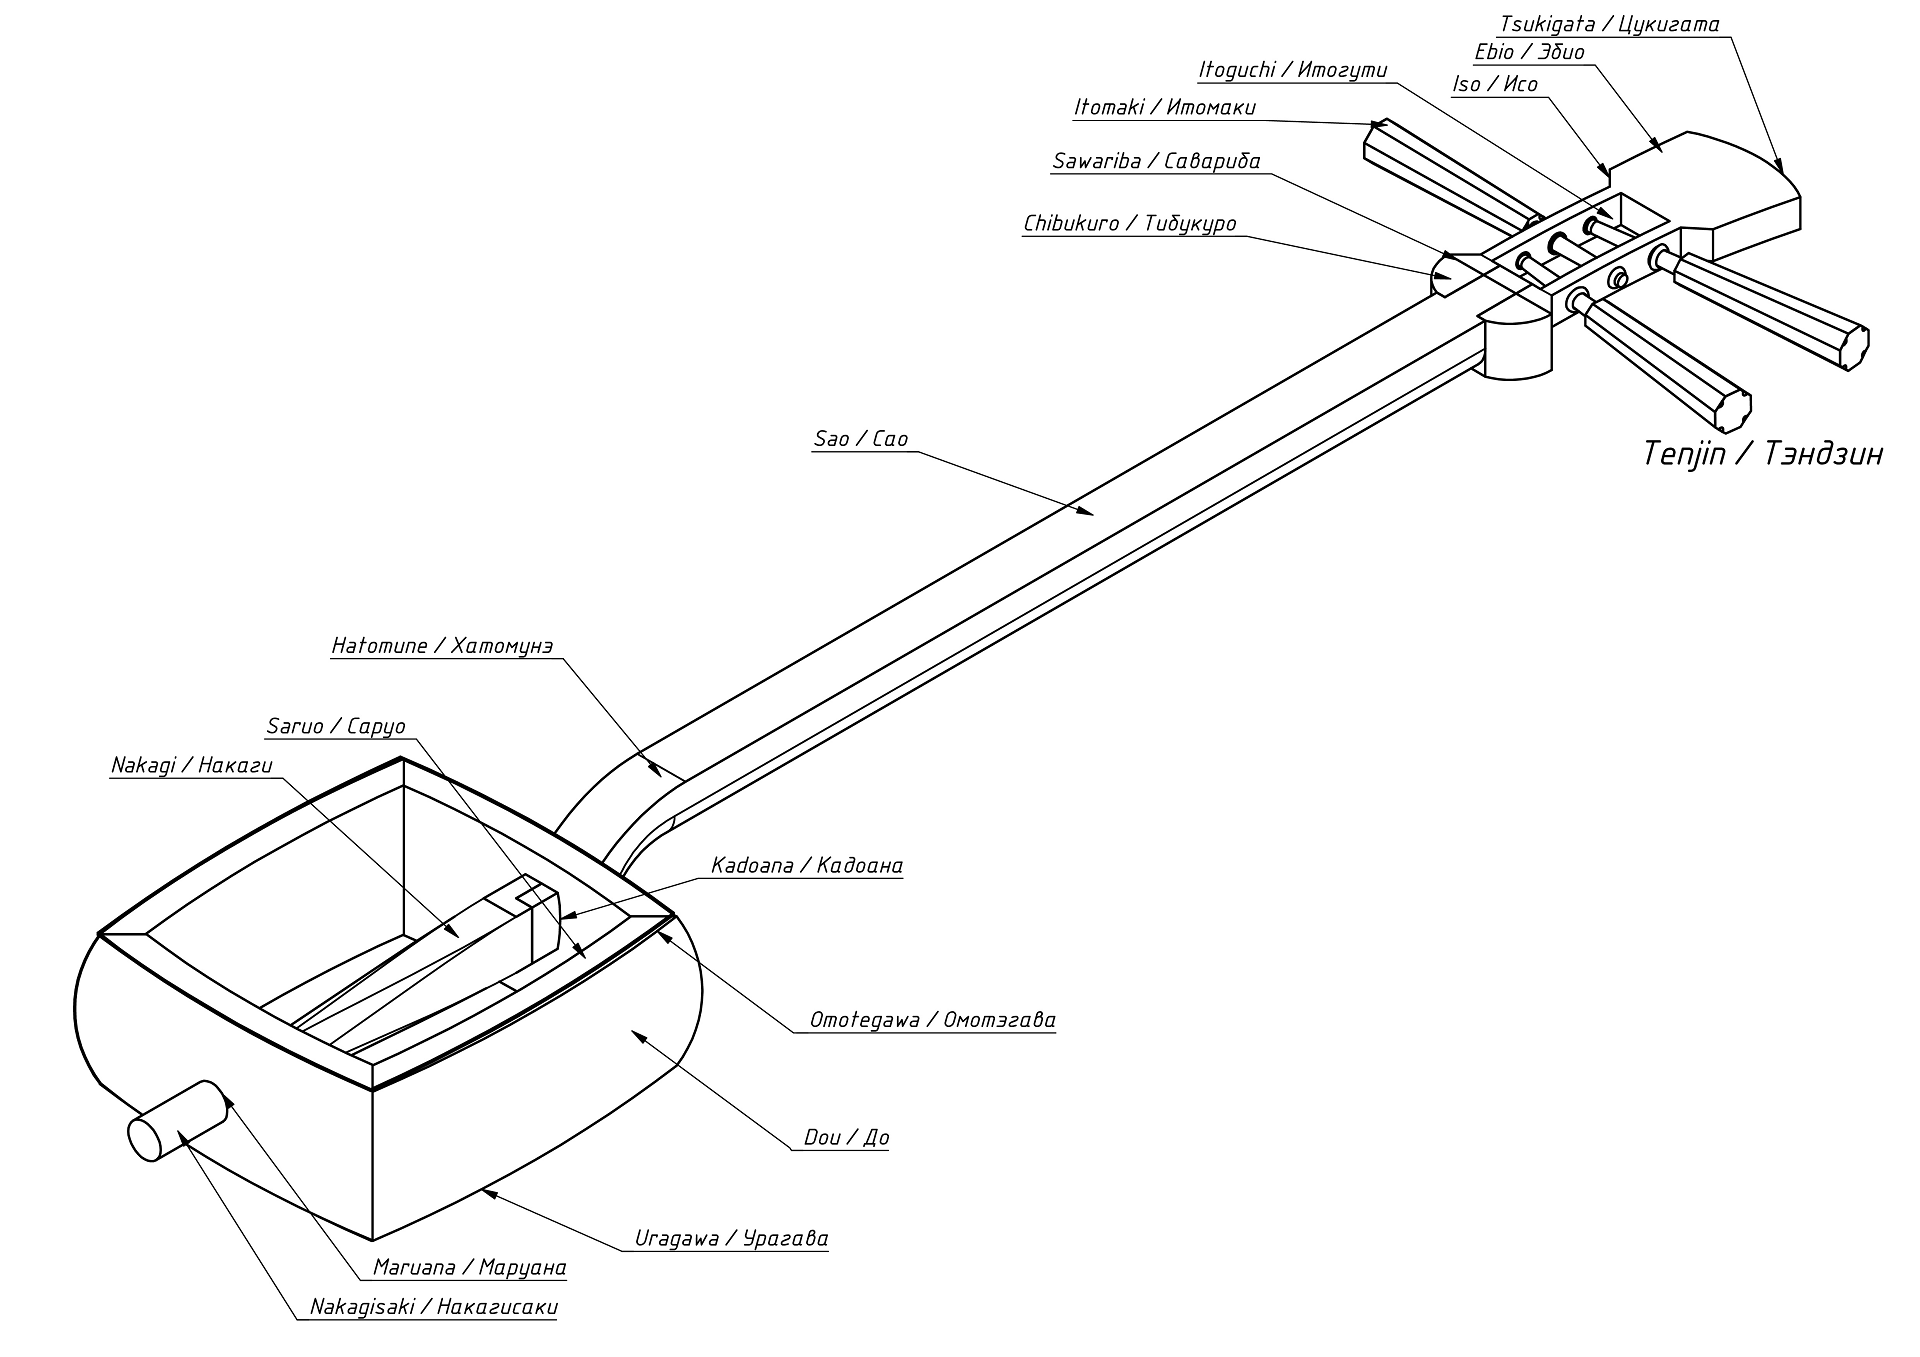 Tsukigata / Цукигата
Ebio / Эбио
Itoguchi / Итогути
Iso / Исо
Itomaki / Итомаки
Sawariba / Савариба
Chibukuro / Тибукуро
Sao / Сао
Tenjin / Тэндзин
Hatomune / Хатомунэ
Saruo / Саруо
Nakagi / Накаги
Kadoana / Кадоана
Omotegawa / Омотэгава
Dou / До
Uragawa / Урагава
Maruana / Маруана
Nakagisaki / Накагисаки